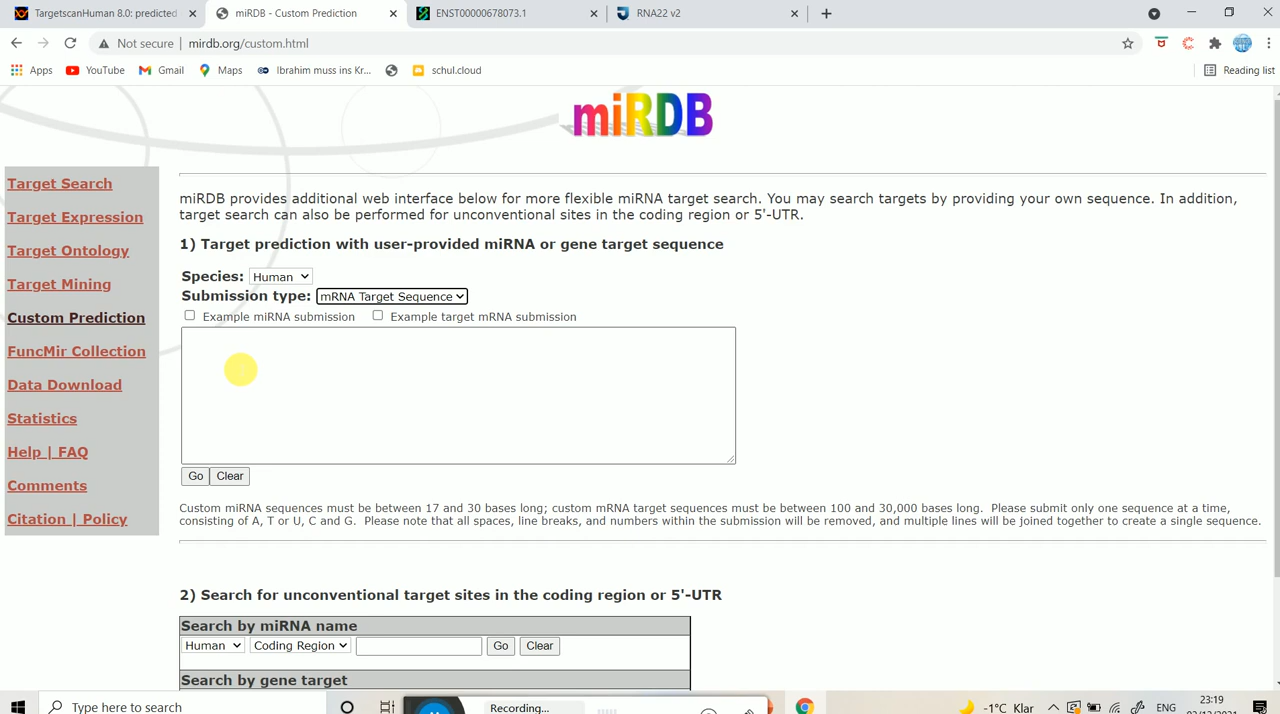 TargetscanHuman 8.0: predicted
miRDB - Custom Prediction
ENST00000678073.1
RNA22 v2
Not secure | mirdb.org/custom.html
Apps
YouTube
Gmail
Maps
Ibrahim muss ins Kr...
schul.cloud
Reading list
miRDB
Target Search
Target Expression
Target Ontology
Target Mining
Custom Prediction
FuncMir Collection
Data Download
Statistics
Help | FAQ
Comments
Citation | Policy
miRDB provides additional web interface below for more flexible miRNA target search. You may search targets by providing your own sequence. In addition,
target search can also be performed for unconventional sites in the coding region or 5'-UTR.
1) Target prediction with user-provided miRNA or gene target sequence
Species: Human
Submission type: mRNA Target Sequence
Example miRNA submission Example target mRNA submission
Go Clear
Custom miRNA sequences must be between 17 and 30 bases long; custom mRNA target sequences must be between 100 and 30,000 bases long. Please submit only one sequence at a time,
consisting of A, T or U, C and G. Please note that all spaces, line breaks, and numbers within the submission will be removed, and multiple lines will be joined together to create a single sequence.
2) Search for unconventional target sites in the coding region or 5'-UTR
Search by miRNA name
Human Coding Region Go Clear
Search by gene target
Type here to search
Recording...
-1°C Klar
ENG
23:19